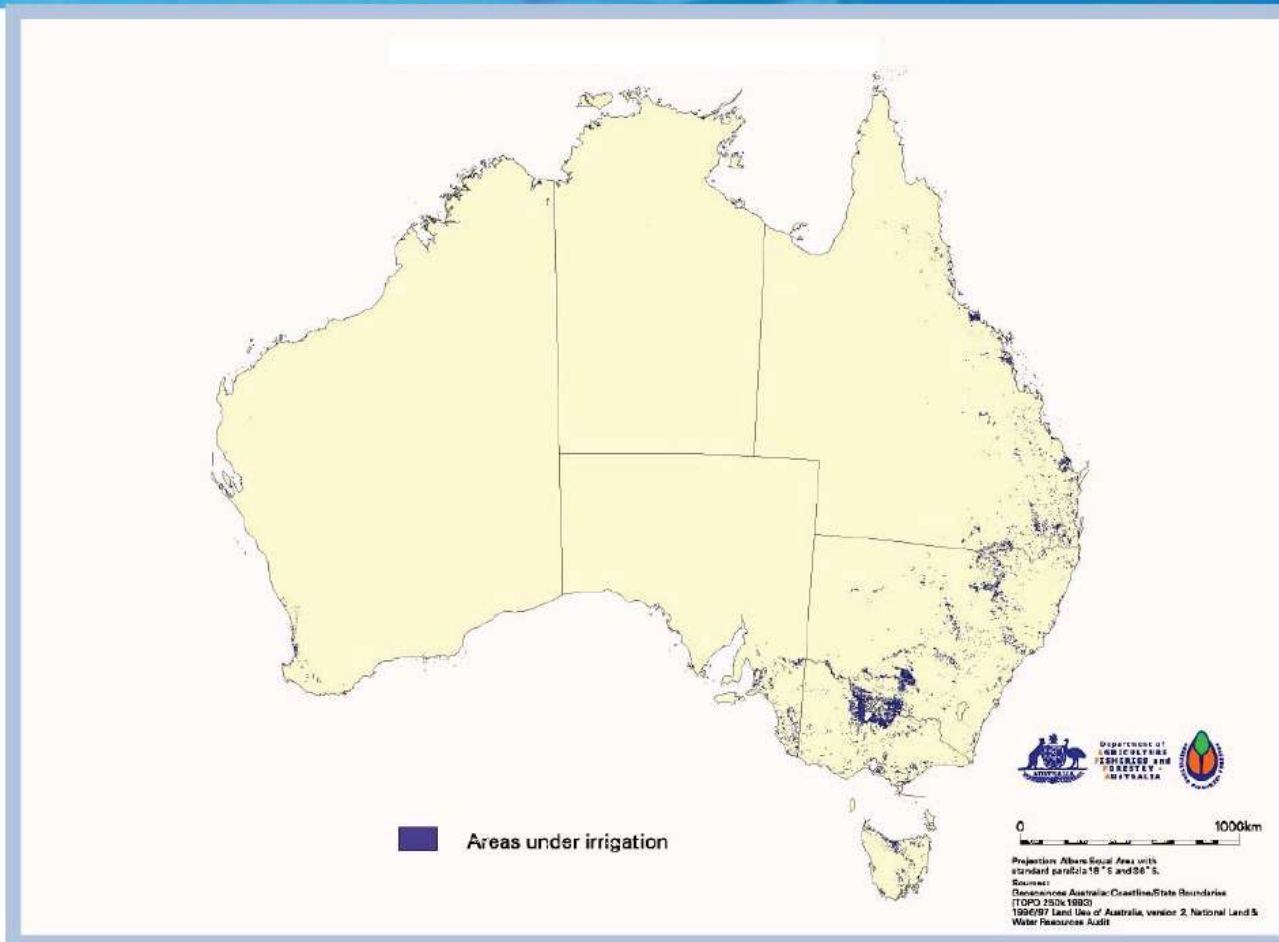 Department of
AGRICULTURE
FISHERIES and
FORESTRY -
AUSTRALIA
AUSTRALIA
0 1000km
Areas under irrigation
Projection: Albers Equal Area with
standard parallels 18°S and 36°S.
Sources:
Geosciences Australia: Coastline/State Boundaries
(TOPO 250k 1993)
1996/97 Land Use of Australia, version 2, National Land &
Water Resources Audit